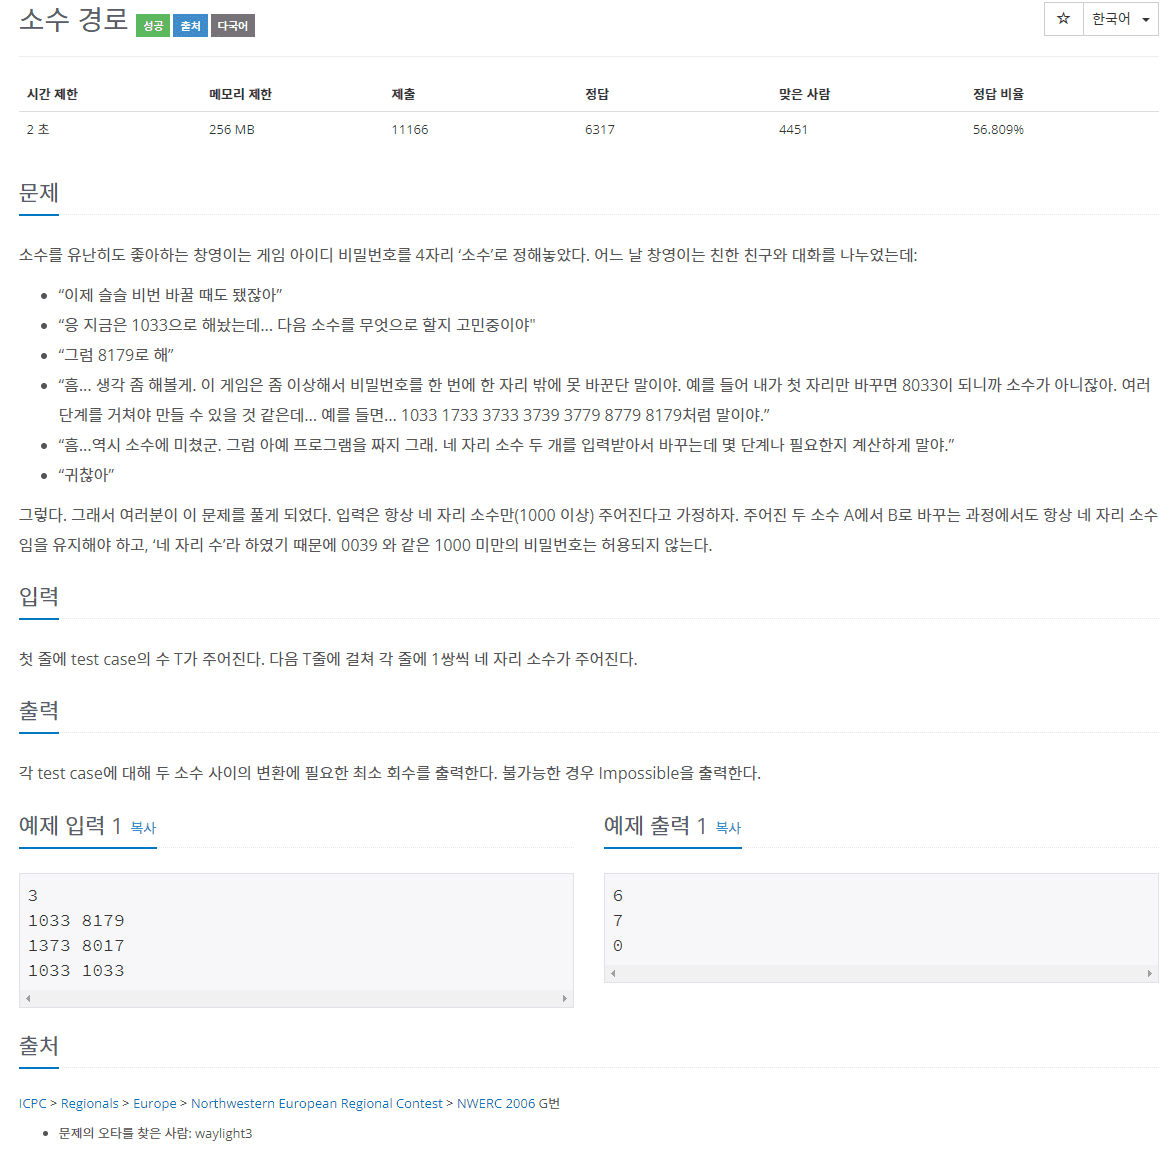 소수 경로 성공 출처 다국어
☆ 한국어
시간 제한 메모리 제한 제출 정답 맞은 사람 정답 비율
2 초 256 MB 11166 6317 4451 56.809%
문제
소수를 유난히도 좋아하는 창영이는 게임 아이디 비밀번호를 4자리 ‘소수’로 정해놓았다. 어느 날 창영이는 친한 친구와 대화를 나누었는데:
• “이제 슬슬 비번 바꿀 때도 됐잖아”
• “응 지금은 1033으로 해놨는데... 다음 소수를 무엇으로 할지 고민중이야"
• “그럼 8179로 해”
• “흠... 생각 좀 해볼게. 이 게임은 좀 이상해서 비밀번호를 한 번에 한 자리 밖에 못 바꾼단 말이야. 예를 들어 내가 첫 자리만 바꾸면 8033이 되니까 소수가 아니잖아. 여러
단계를 거쳐야 만들 수 있을 것 같은데... 예를 들면... 1033 1733 3733 3739 3779 8779 8179처럼 말이야.”
• “흠...역시 소수에 미쳤군. 그럼 아예 프로그램을 짜지 그래. 네 자리 소수 두 개를 입력받아서 바꾸는데 몇 단계나 필요한지 계산하게 말야.”
• “귀찮아”
그렇다. 그래서 여러분이 이 문제를 풀게 되었다. 입력은 항상 네 자리 소수만(1000 이상) 주어진다고 가정하자. 주어진 두 소수 A에서 B로 바꾸는 과정에서도 항상 네 자리 소수
임을 유지해야 하고, ‘네 자리 수’라 하였기 때문에 0039 와 같은 1000 미만의 비밀번호는 허용되지 않는다.
입력
첫 줄에 test case의 수 T가 주어진다. 다음 T줄에 걸쳐 각 줄에 1쌍씩 네 자리 소수가 주어진다.
출력
각 test case에 대해 두 소수 사이의 변환에 필요한 최소 회수를 출력한다. 불가능한 경우 Impossible을 출력한다.
예제 입력 1 복사
3
1033 8179
1373 8017
1033 1033
예제 출력 1 복사
6
7
0
출처
ICPC > Regionals > Europe > Northwestern European Regional Contest > NWERC 2006 G번
• 문제의 오타를 찾은 사람: waylight3